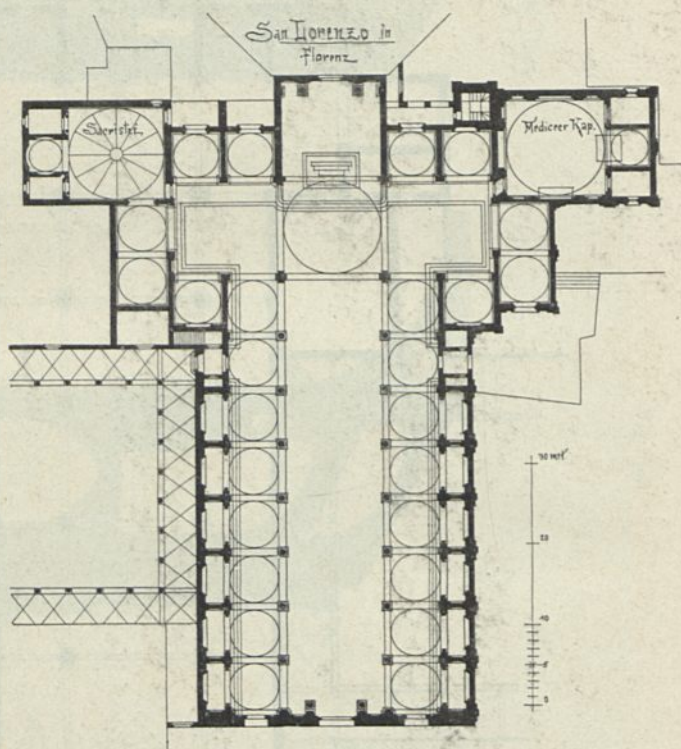 San Lorenzo in
Florenz
Sacristei
Mediceer Kap.
30 met.
20
10
5
0